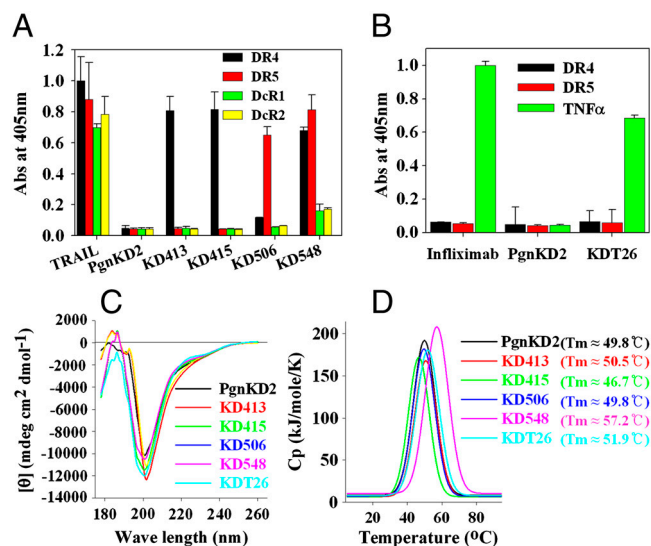 A
Abs at 405nm
1.2
1.0
0.8
0.6
0.4
0.2
0.0
DR4
DR5
DcR1
DcR2
TRAIL
PgnKD2
KD413
KD415
KD506
KD548
B
Abs at 405nm
1.0
0.8
0.6
0.4
0.2
0.0
DR4
DR5
TNFα
Infliximab
PgnKD2
KDT26
C
[θ] (mdeg cm2 dmol-1)
2000
0
-2000
-4000
-6000
-8000
-10000
-12000
-14000
PgnKD2
KD413
KD415
KD506
KD548
KDT26
180
200
220
240
260
Wave length (nm)
D
Cp (kJ/mole/K)
200
150
100
50
0
PgnKD2 (Tm ≈ 49.8℃)
KD413 (Tm ≈ 50.5℃)
KD415 (Tm ≈ 46.7℃)
KD506 (Tm ≈ 49.8℃)
KD548 (Tm ≈ 57.2℃)
KDT26 (Tm ≈ 51.9℃)
20
40
60
80
Temperature (⁰C)